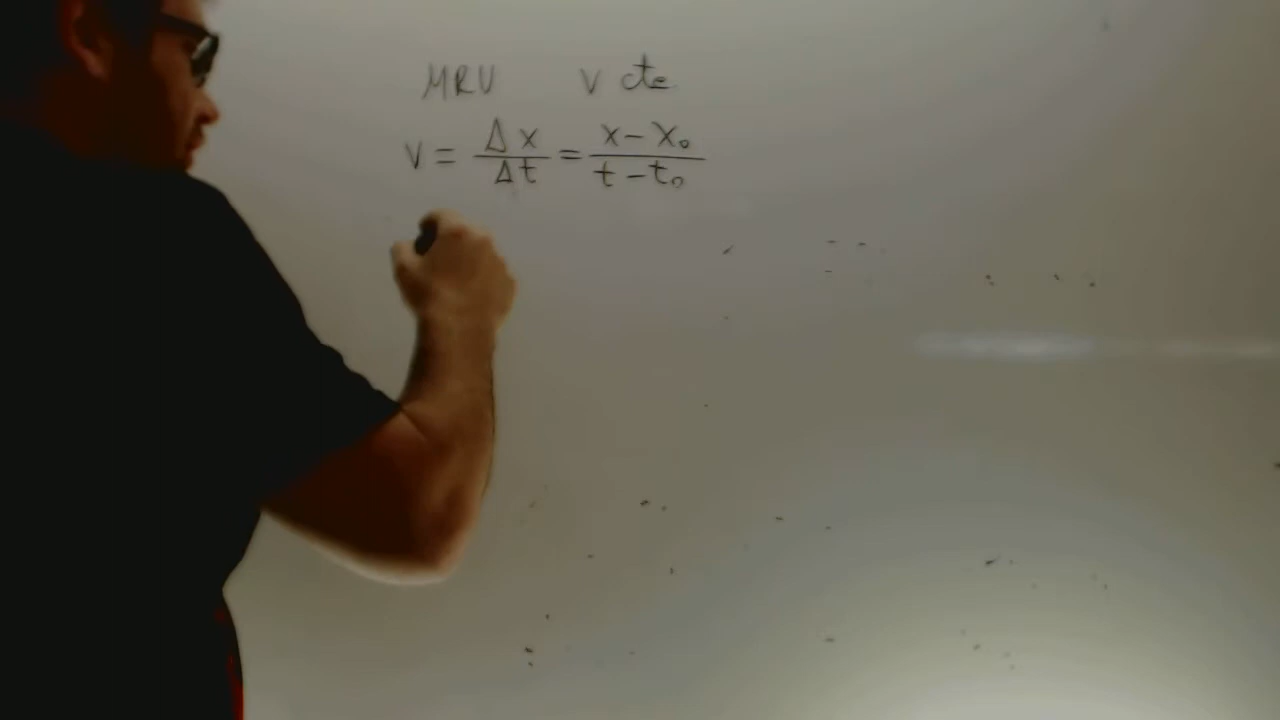 MRU v cte
v = Δx/Δt = x - x₀/t - t₀